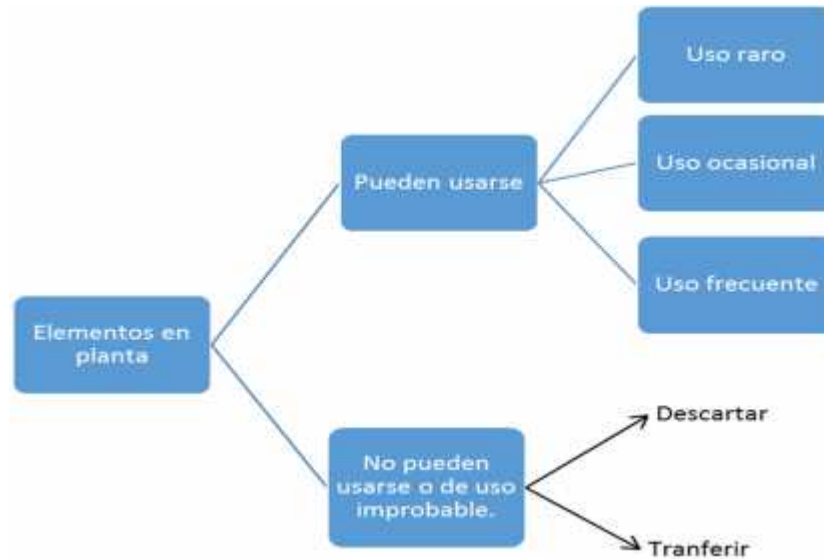 Uso raro
Pueden usarse
Uso ocasional
Uso frecuente
Elementos en
planta
No pueden
usarse o de uso
improbable.
Descartar
Tranferir